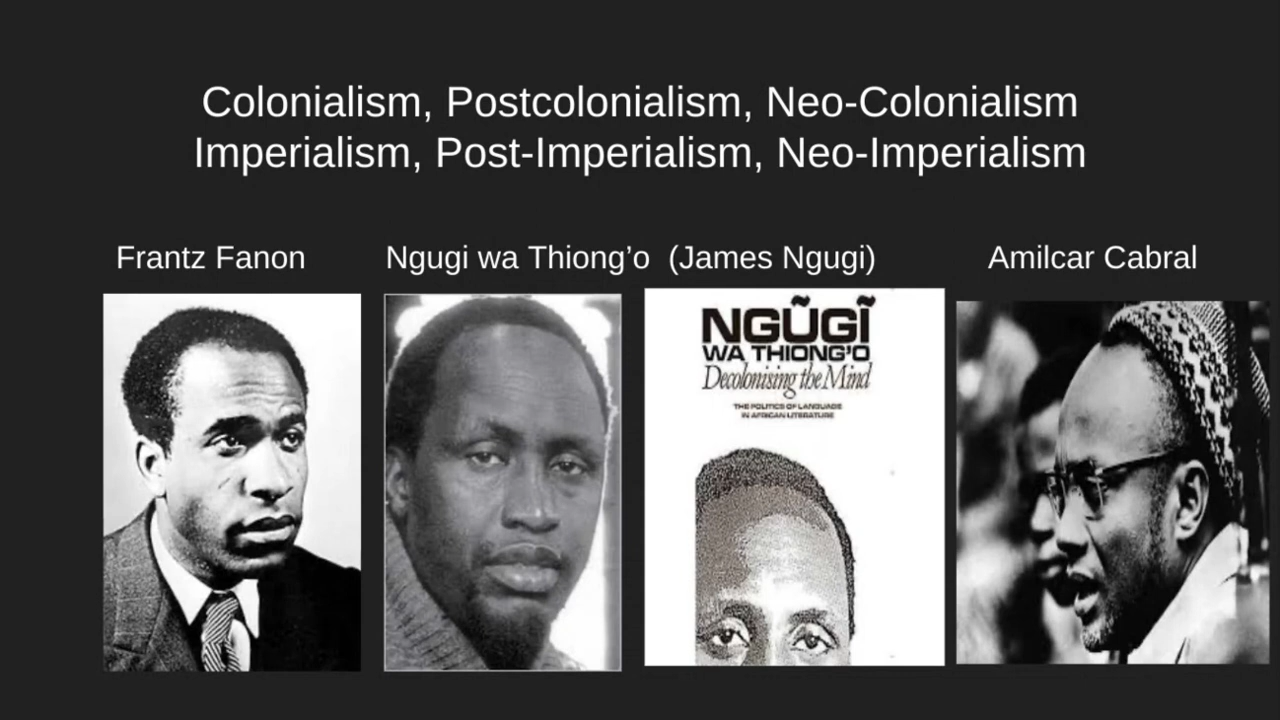 Colonialism, Postcolonialism, Neo-Colonialism
Imperialism, Post-Imperialism, Neo-Imperialism
Frantz Fanon
Ngugi wa Thiong’o (James Ngugi)
Amilcar Cabral
NGŨGĨ
WA THIONG’O
Decolonising the Mind
THE POLITICS OF LANGUAGE
IN AFRICAN LITERATURE